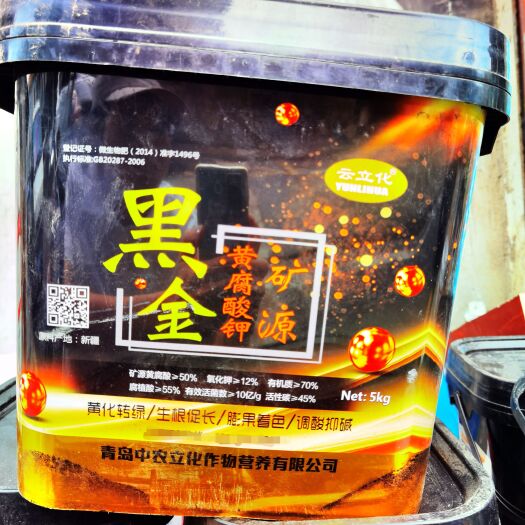 登记证号：微生物肥（2014）准字1496号
执行标准:GB20287-2006
云立化®
YUNLIHUA
黑金
黄腐酸钾
矿源
原料产地：新疆
矿源黄腐酸≥50% 氧化钾≥12% 有机质≥70%
腐植酸≥55% 有效活菌数≥10亿/g 活性碳≥45%
Net: 5kg
黄化转绿/生根促长/膨果着色/调酸抑碱
青岛中农立化作物营养有限公司